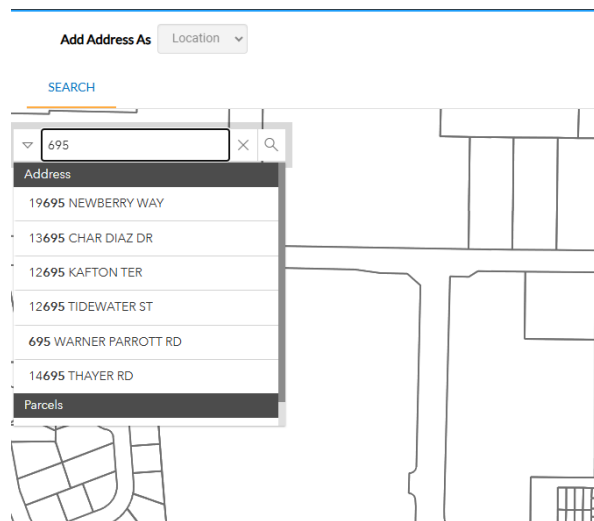 Add Address As Location
SEARCH
695
Address
19695 NEWBERRY WAY
13695 CHAR DIAZ DR
12695 KAFTON TER
12695 TIDEWATER ST
695 WARNER PARROTT RD
14695 THAYER RD
Parcels